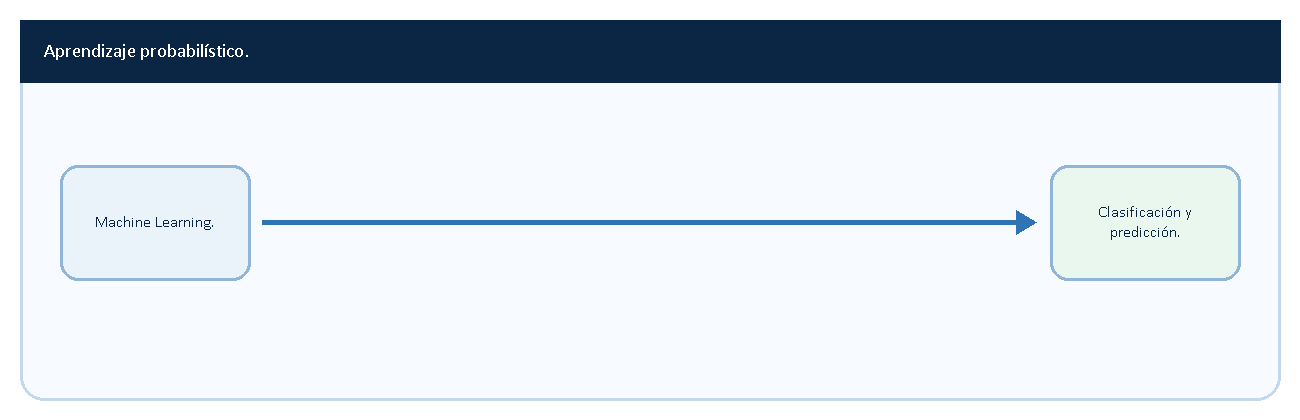 Aprendizaje probabilístico.
Machine Learning.
Clasificación y
predicción.